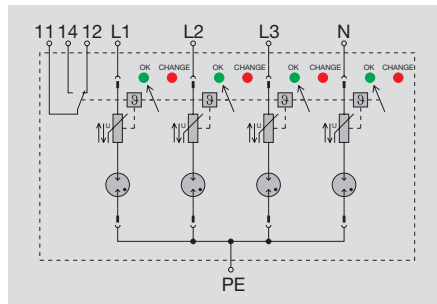 11 14 12 L1 L2 L3 N
OK CHANGE OK CHANGE OK CHANGE OK CHANGE
ϑ ϑ ϑ ϑ
U U U U
PE